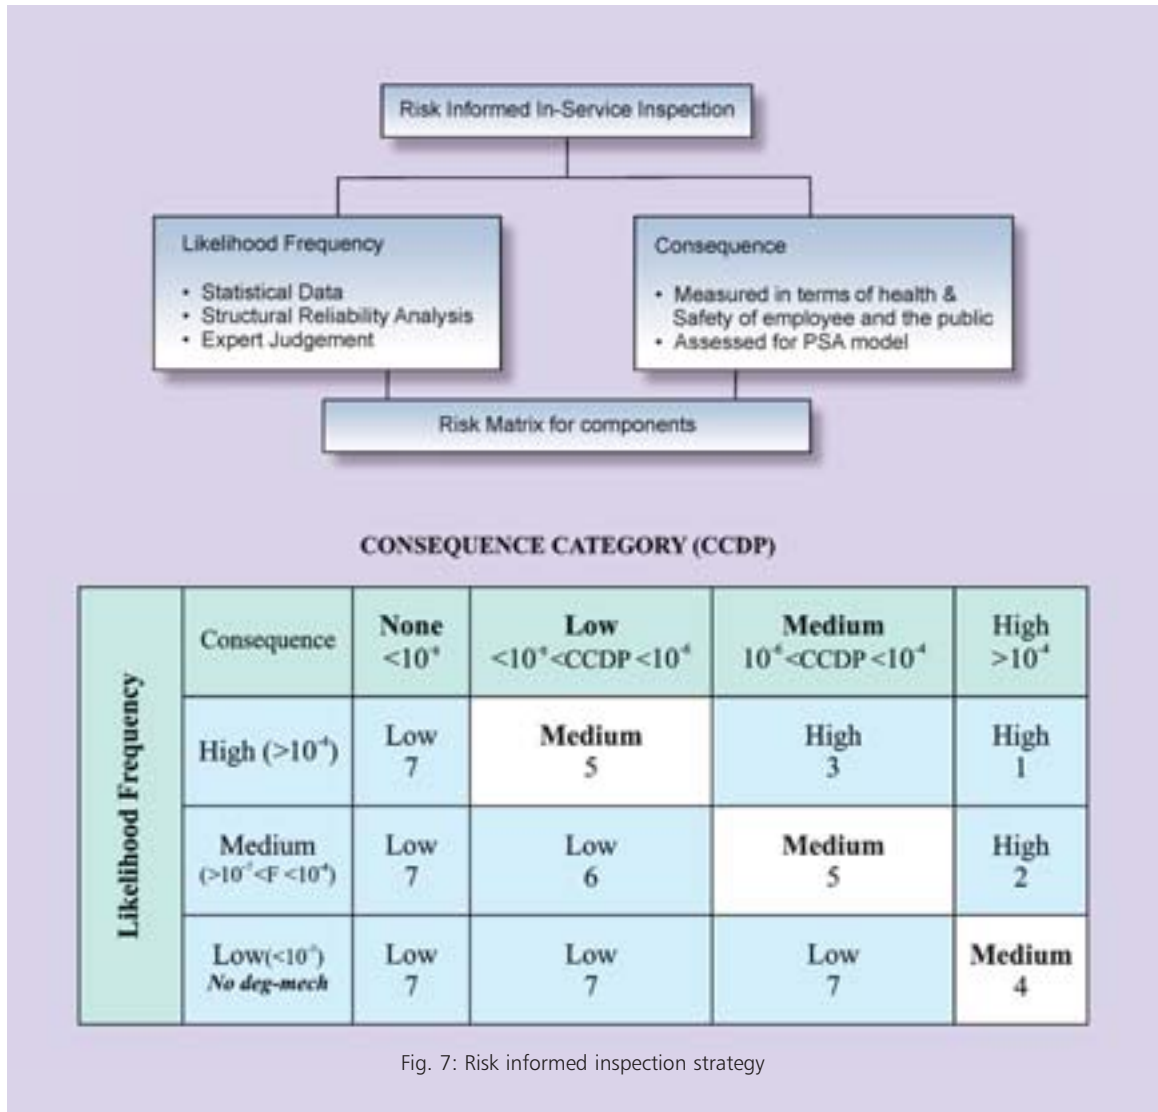 Risk Informed In-Service Inspection
Likelihood Frequency
• Statistical Data
• Structural Reliability Analysis
• Expert Judgement
Consequence
• Measured in terms of health &
Safety of employee and the public
• Assessed for PSA model
Risk Matrix for components
CONSEQUENCE CATEGORY (CCDP)
Likelihood Frequency
Consequence
None
Low
Medium
High
High
Low
7
Medium
5
High
3
High
1
Medium
Low
7
Low
6
Medium
5
High
2
Low
No deg-mech
Low
7
Low
7
Low
7
Medium
4
Fig. 7: Risk informed inspection strategy